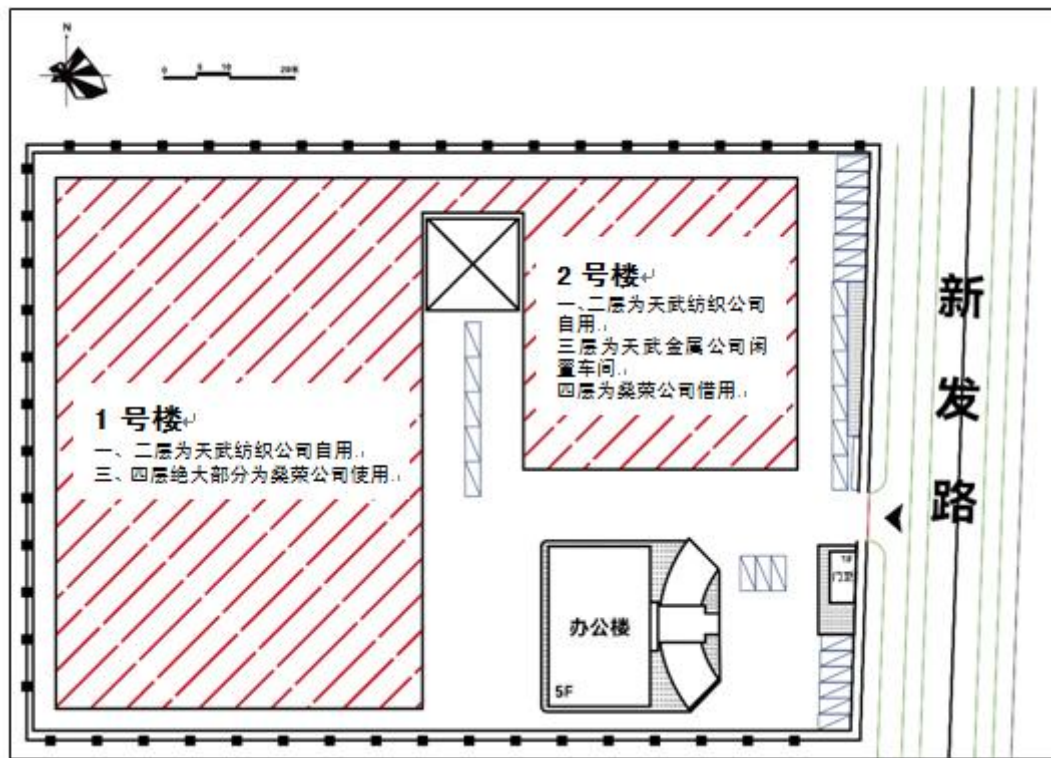 N
0 5 10 20米
1 号楼
一、二层为天武纺织公司自用.
三、四层绝大部分为燊荣公司使用.
2 号楼
一、二层为天武纺织公司
自用.
三层为天武金属公司闲
置车间.
四层为燊荣公司借用.
新发路
办公楼
5F
门卫